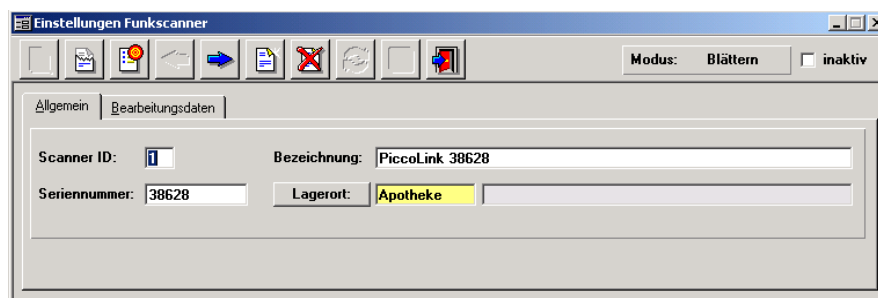 Einstellungen Funkscanner
Modus: Blättern inaktiv
Allgemein Bearbeitungsdaten
Scanner ID: 1 Bezeichnung: PiccoLink 38628
Seriennummer: 38628 Lagerort: Apotheke